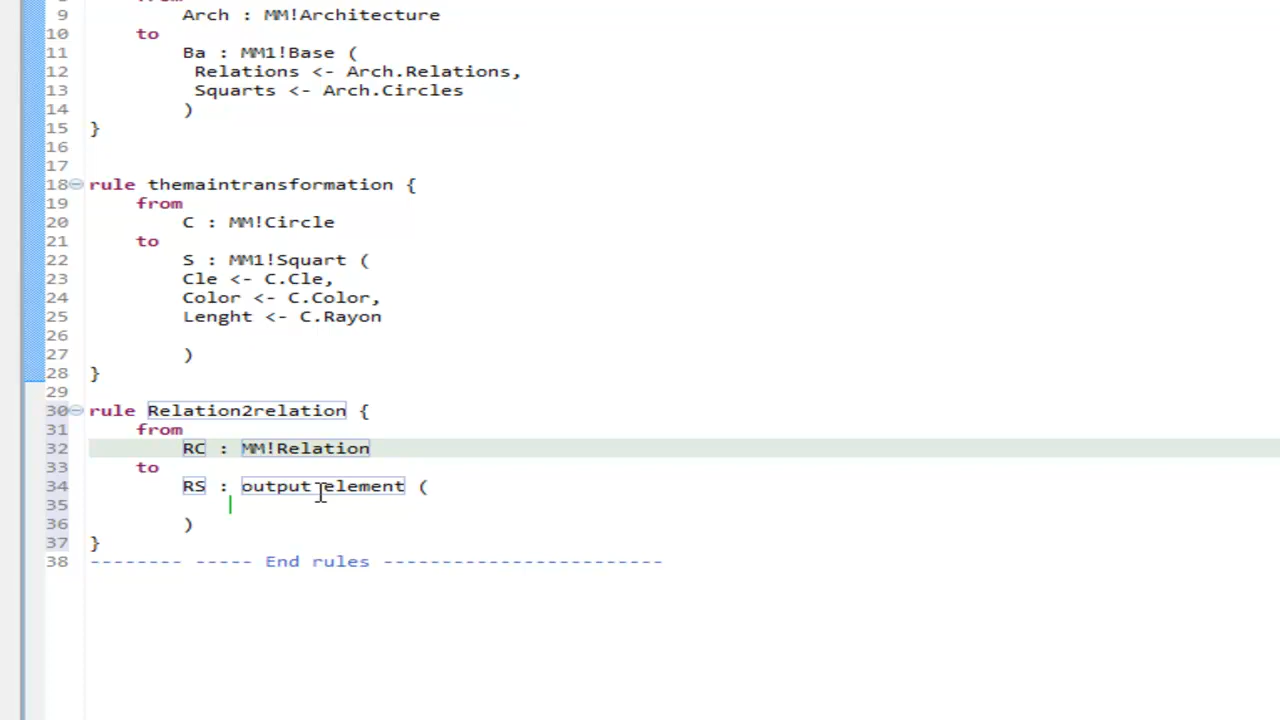 9 Arch : MM!Architecture
10 to
11 Ba : MM1!Base (
12 Relations <- Arch.Relations,
13 Squarts <- Arch.Circles
14 )
15 }
16
17
18 rule themaintransformation {
19 from
20 C : MM!Circle
21 to
22 S : MM1!Squart (
23 Cle <- C.Cle,
24 Color <- C.Color,
25 Lenght <- C.Rayon
26
27 )
28 }
29
30 rule Relation2relation {
31 from
32 RC : MM!Relation
33 to
34 RS : output element (
35
36 )
37 }
38 -------- ----- End rules ------------------------